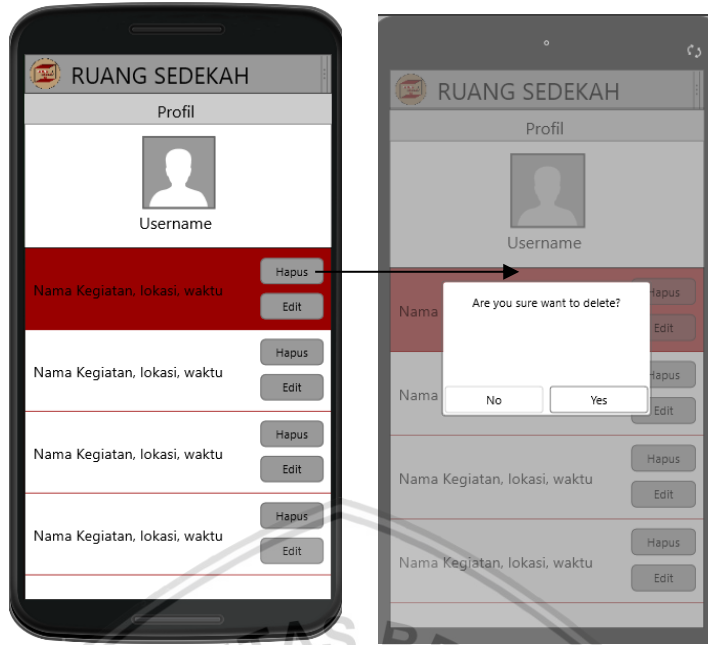 RUANG SEDEKAH
Profil
Username
Nama Kegiatan, lokasi, waktu
Hapus
Edit
Nama Kegiatan, lokasi, waktu
Hapus
Edit
Nama Kegiatan, lokasi, waktu
Hapus
Edit
Nama Kegiatan, lokasi, waktu
Hapus
Edit
RUANG SEDEKAH
Profil
Username
Nama
Hapus
Edit
Are you sure want to delete?
No
Yes
Nama
Hapus
Edit
Nama Kegiatan, lokasi, waktu
Hapus
Edit
Nama Kegiatan, lokasi, waktu
Hapus
Edit